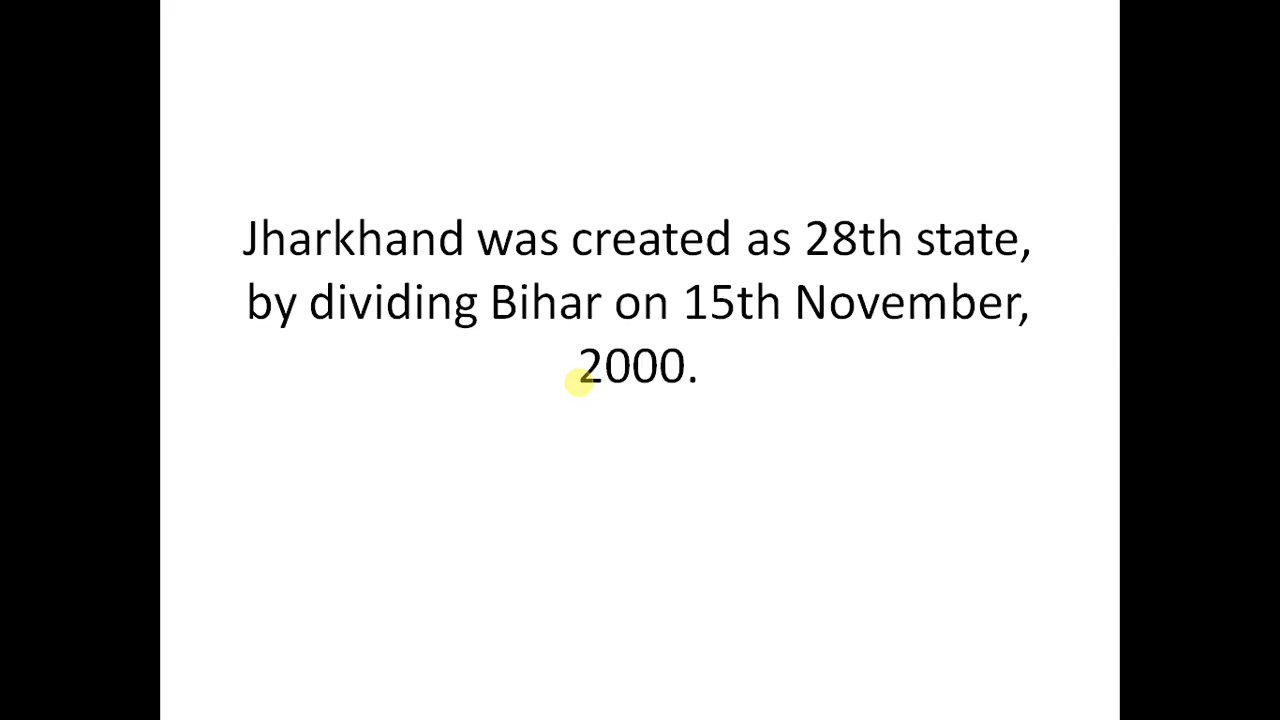 Jharkhand was created as 28th state,
by dividing Bihar on 15th November,
2000.